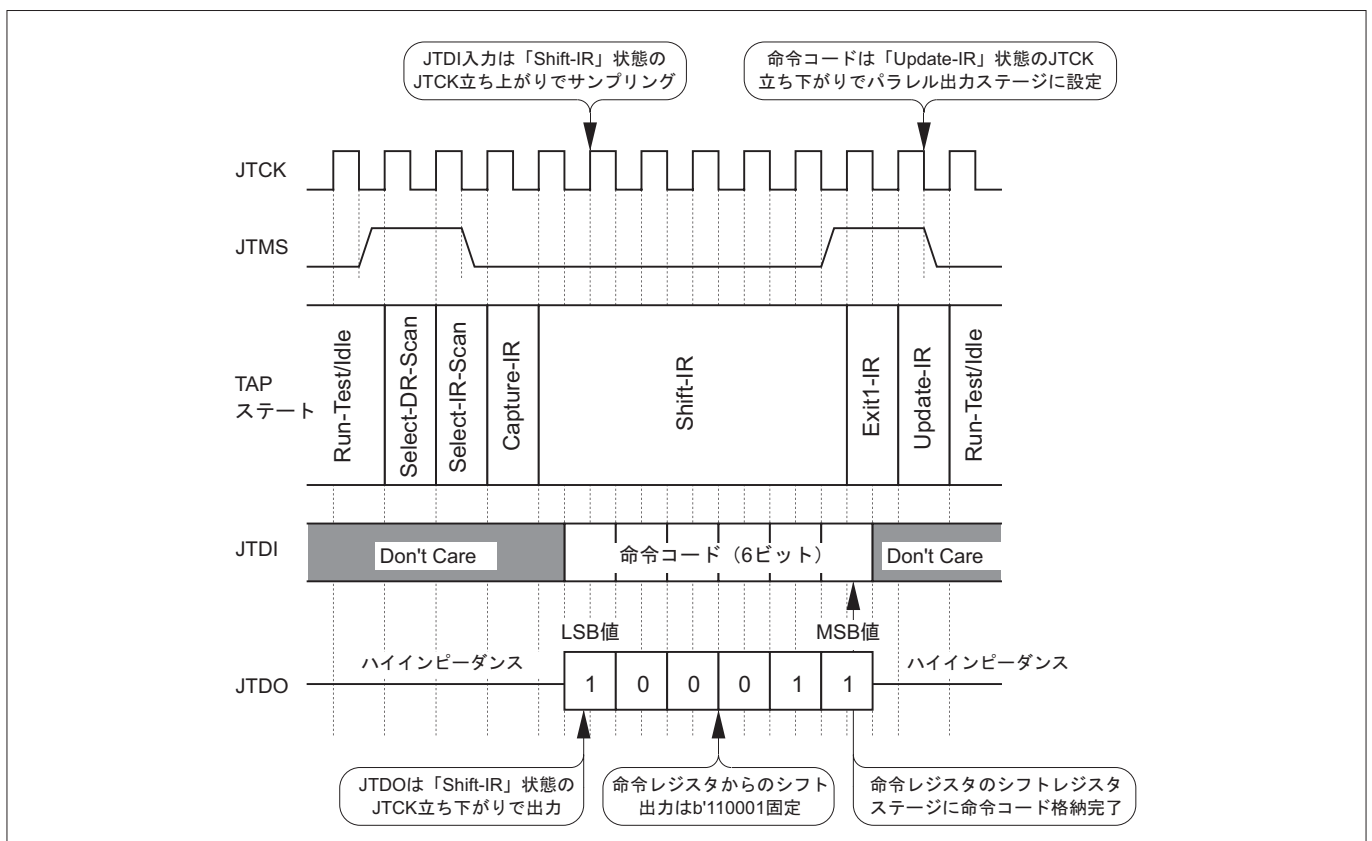 JTDI入力は「Shift-IR」状態の
JTCK立ち上がりでサンプリング
命令コードは「Update-IR」状態のJTCK
立ち下がりでパラレル出力ステージに設定
JTCK
JTMS
TAP
ステート
Run-Test/Idle
Select-DR-Scan
Select-IR-Scan
Capture-IR
Shift-IR
Exit1-IR
Update-IR
Run-Test/Idle
JTDI
Don't Care
命令コード（6ビット）
Don't Care
LSB値
MSB値
JTDO
ハイインピーダンス
1 0 0 0 1 1
ハイインピーダンス
JTDOは「Shift-IR」状態の
JTCK立ち下がりで出力
命令レジスタからのシフト
出力はb'110001固定
命令レジスタのシフトレジスタ
ステージに命令コード格納完了